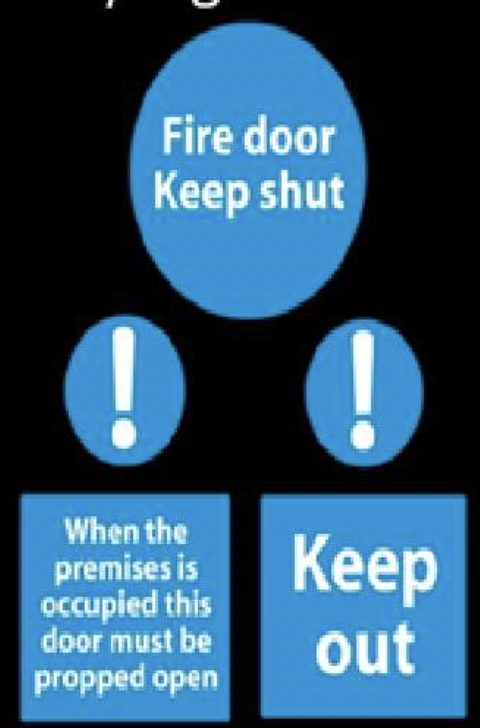 Fire door
Keep shut
!
!
When the
premises is
occupied this
door must be
propped open
Keep
out